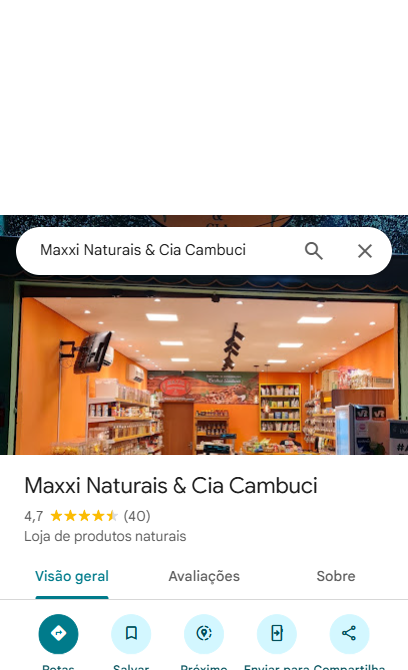 Maxxi Naturais & Cia Cambuci
Maxxi Naturais & Cia Cambuci
4,7 (40)
Loja de produtos naturais
Visão geral Avaliações Sobre
Rotas Salvar Próximo Enviar para Compartilha